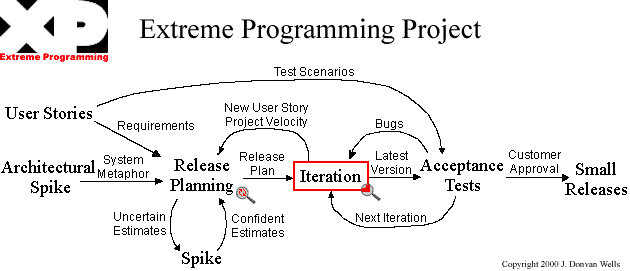 XP
Extreme Programming
Extreme Programming Project
Test Scenarios
User Stories
New User Story
Project Velocity
Bugs
Requirements
Architectural
Spike
System
Metaphor
Release
Planning
Release
Plan
Iteration
Latest
Version
Acceptance
Tests
Customer
Approval
Small
Releases
Uncertain
Estimates
Confident
Estimates
Next Iteration
Spike
Copyright 2000 J. Donvan Wells